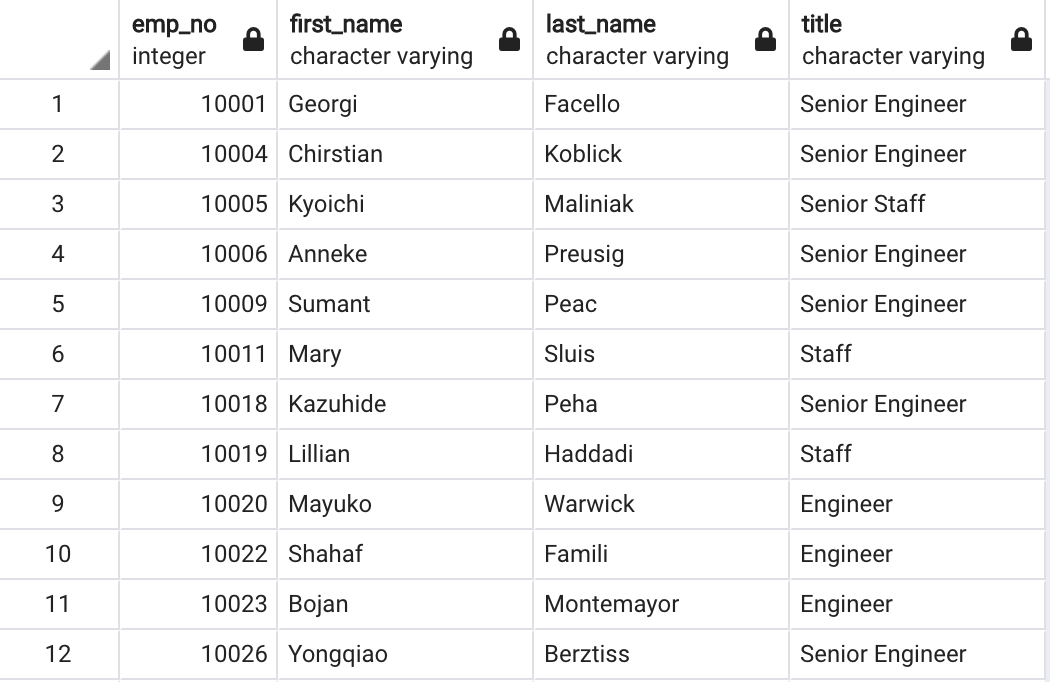 emp_no first_name last_name title
integer character varying character varying character varying
1 10001 Georgi Facello Senior Engineer
2 10004 Chirstian Koblick Senior Engineer
3 10005 Kyoichi Maliniak Senior Staff
4 10006 Anneke Preusig Senior Engineer
5 10009 Sumant Peac Senior Engineer
6 10011 Mary Sluis Staff
7 10018 Kazuhide Peha Senior Engineer
8 10019 Lillian Haddadi Staff
9 10020 Mayuko Warwick Engineer
10 10022 Shahaf Famili Engineer
11 10023 Bojan Montemayor Engineer
12 10026 Yongqiao Berztiss Senior Engineer